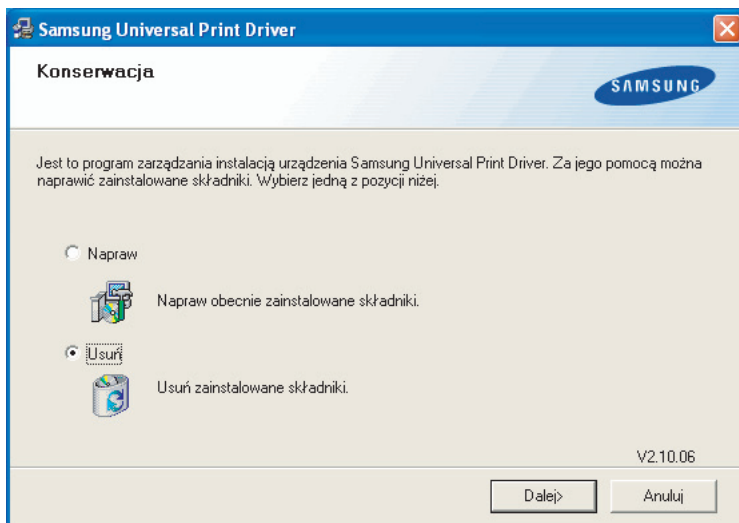 Samsung Universal Print Driver
Konserwacja
SAMSUNG
Jest to program zarządzania instalacją urządzenia Samsung Universal Print Driver. Za jego pomocą można
naprawić zainstalowane składniki. Wybierz jedną z pozycji niżej.
Napraw
Napraw obecnie zainstalowane składniki.
Usuń
Usuń zainstalowane składniki.
V2.10.06
Dalej>
Anuluj